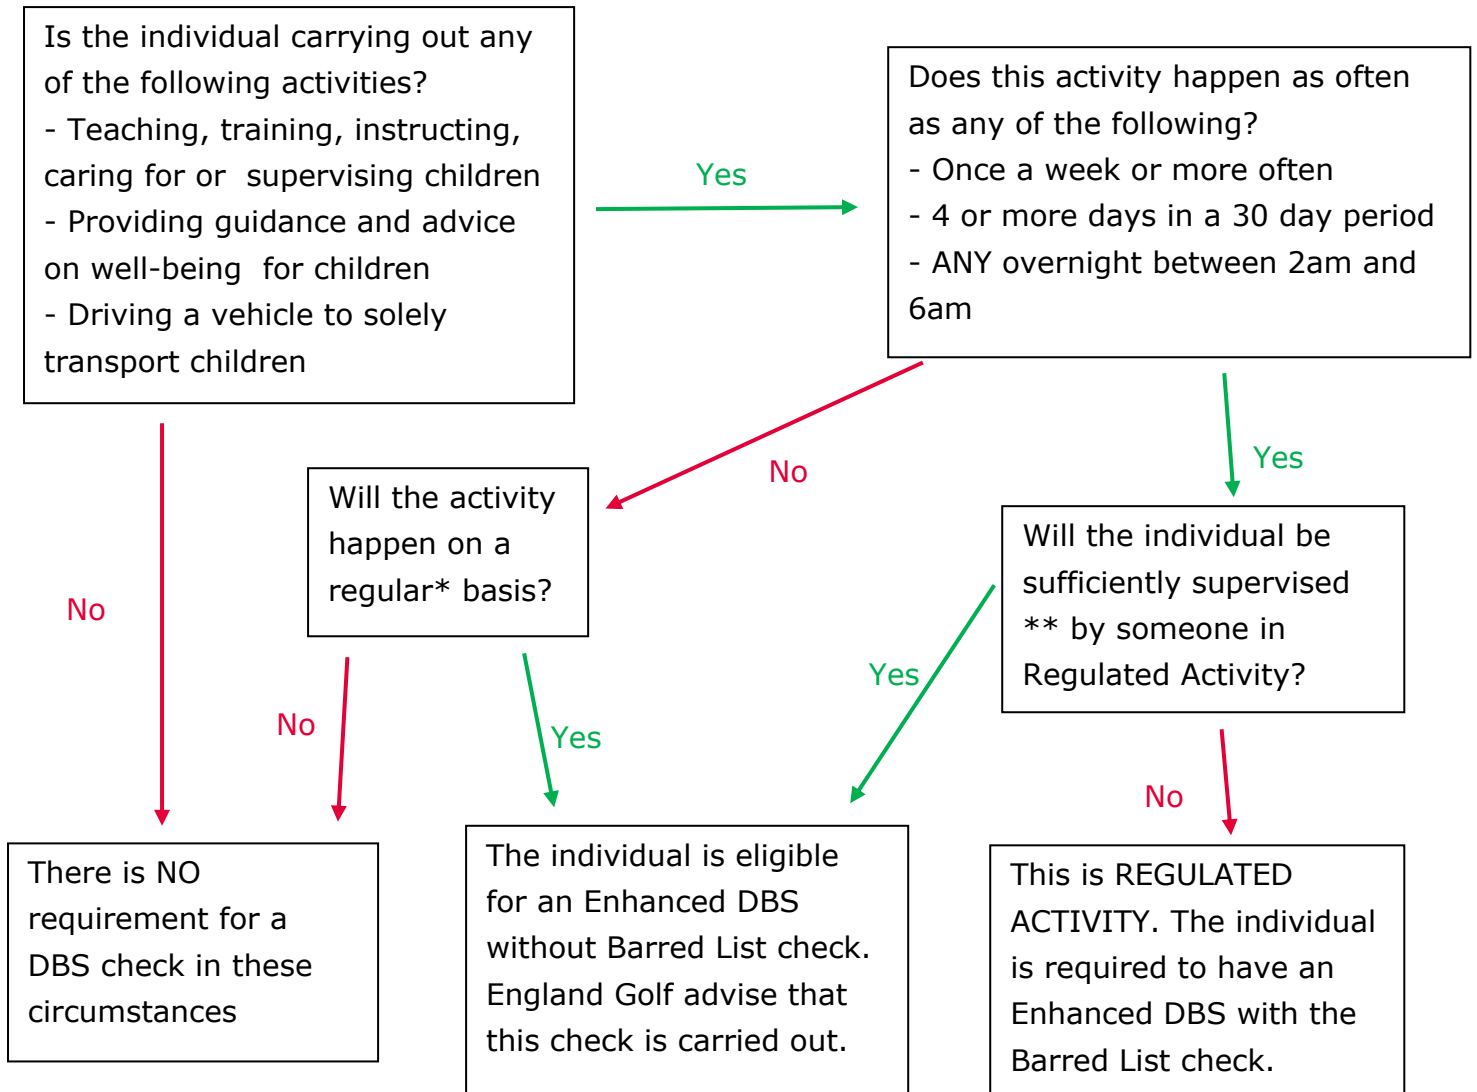 Is the individual carrying out any
of the following activities?
- Teaching, training, instructing,
caring for or  supervising children
- Providing guidance and advice
on well-being  for children
- Driving a vehicle to solely
transport children
Yes
Does this activity happen as often
as any of the following?
- Once a week or more often
- 4 or more days in a 30 day period
- ANY overnight between 2am and
6am
No
No
Yes
Will the activity
happen on a
regular* basis?
Will the individual be
sufficiently supervised
** by someone in
Regulated Activity?
No
Yes
Yes
No
There is NO
requirement for a
DBS check in these
circumstances
The individual is eligible
for an Enhanced DBS
without Barred List check.
England Golf advise that
this check is carried out.
This is REGULATED
ACTIVITY. The individual
is required to have an
Enhanced DBS with the
Barred List check.